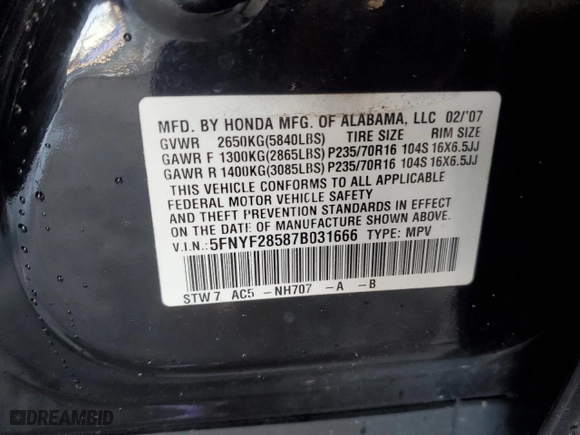 MFD. BY HONDA MFG. OF ALABAMA, LLC 02/'07
GVWR 2650KG(5840LBS) TIRE SIZE RIM SIZE
GAWR F 1300KG(2865LBS) P235/70R16 104S 16X6.5JJ
GAWR R 1400KG(3085LBS) P235/70R16 104S 16X6.5JJ
THIS VEHICLE CONFORMS TO ALL APPLICABLE
FEDERAL MOTOR VEHICLE SAFETY
AND THEFT PREVENTION STANDARDS IN EFFECT
ON THE DATE OF MANUFACTURE SHOWN ABOVE.
V.I.N.: 5FNYF28587B031666 TYPE: MPV
STW7 AC5 -NH707 -A -B
DREAMBID